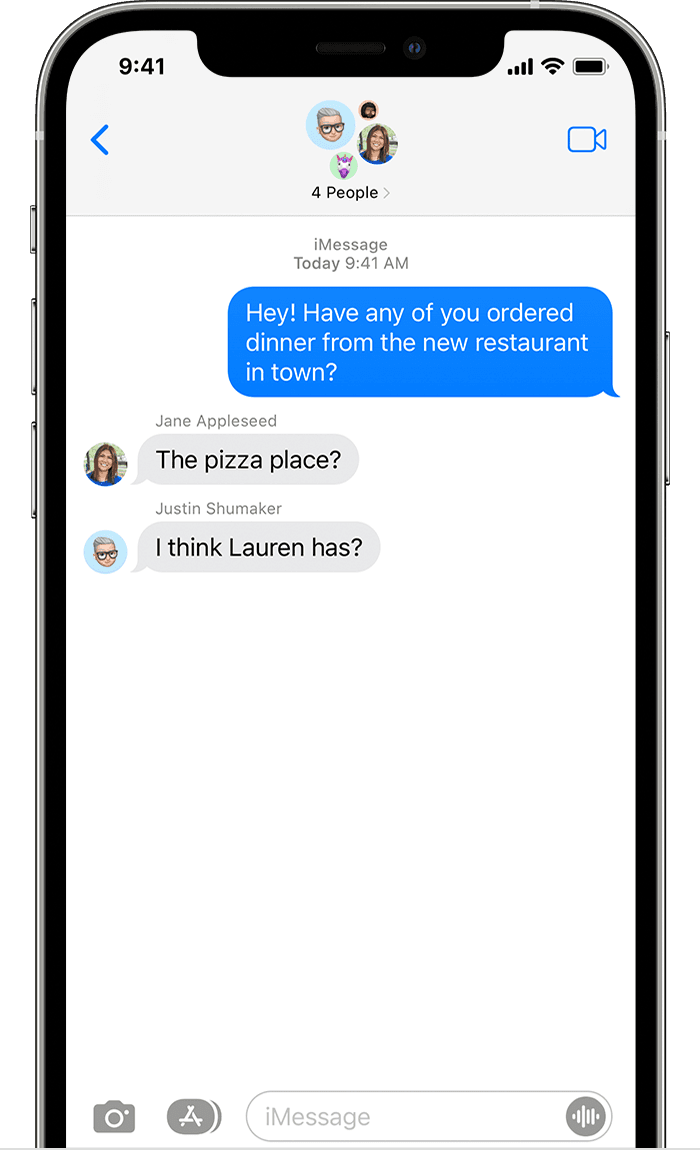 9:41
4 People >
iMessage
Today 9:41 AM
Hey! Have any of you ordered
dinner from the new restaurant
in town?
Jane Appleseed
The pizza place?
Justin Shumaker
I think Lauren has?
iMessage